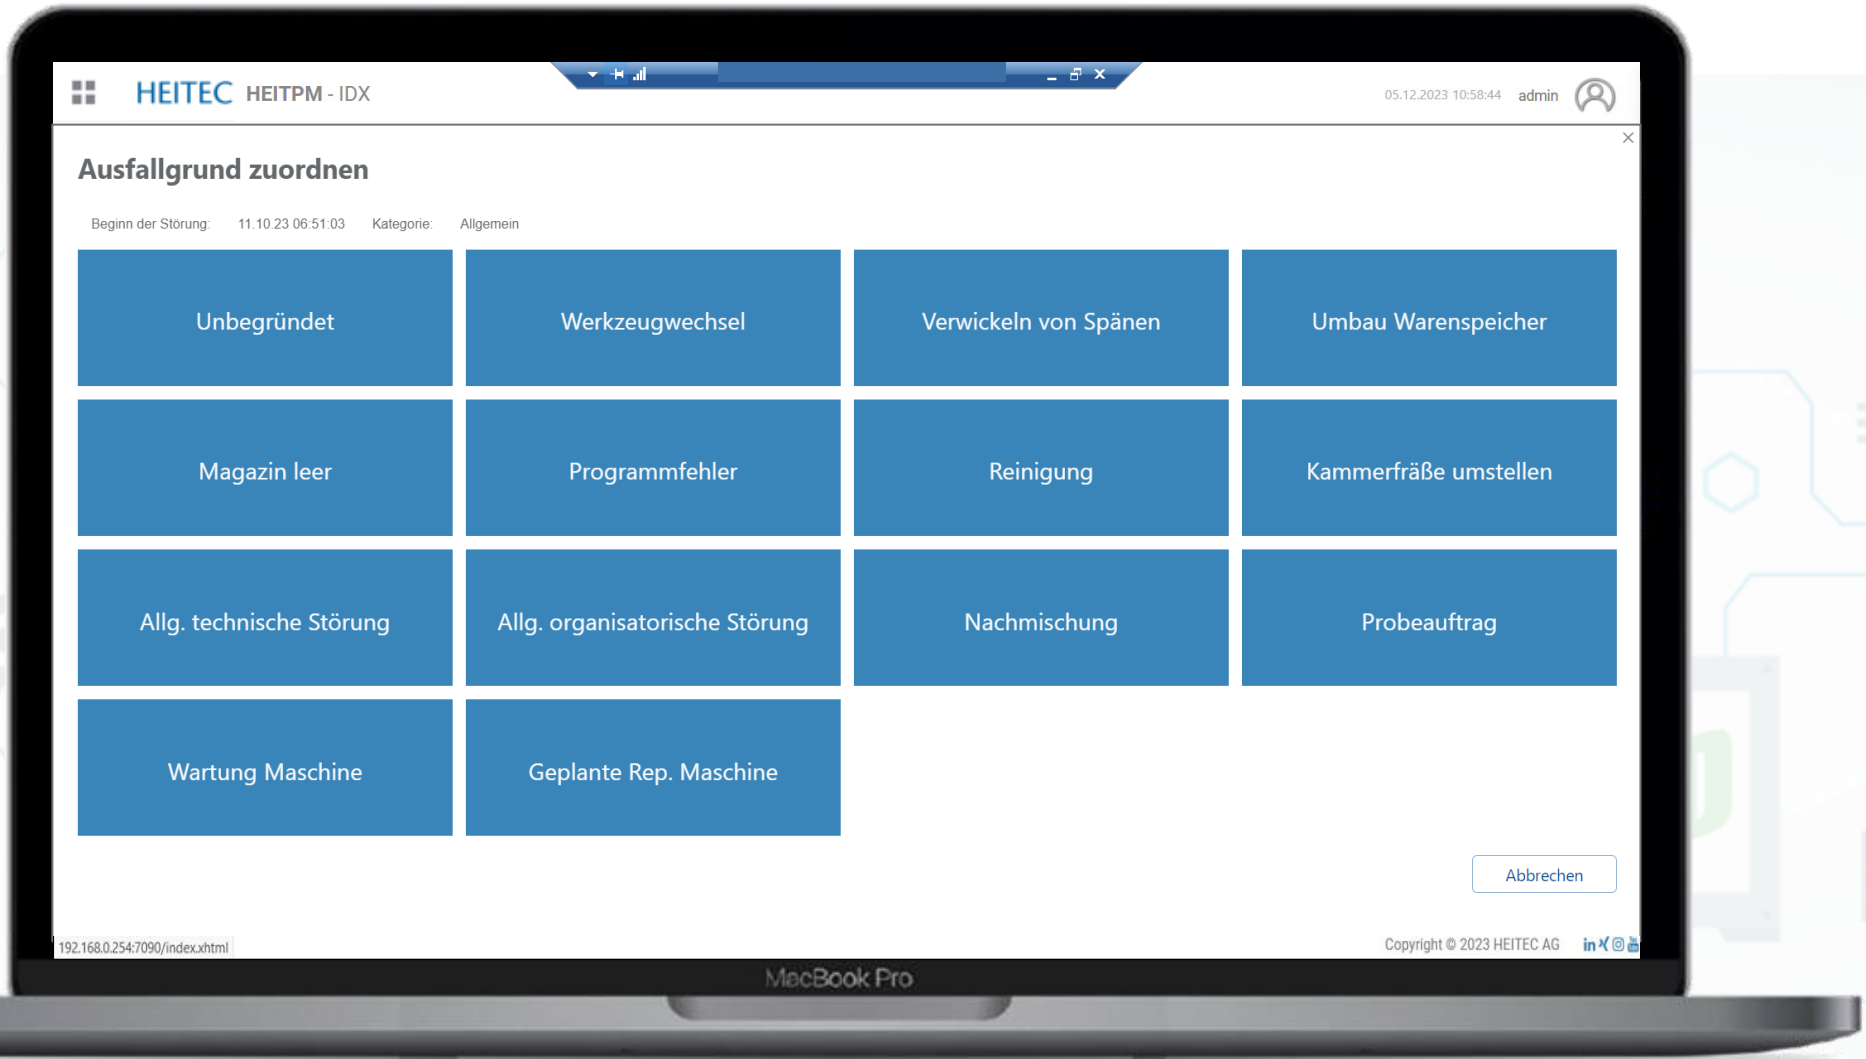 HEITEC HEITPM - IDX
05.12.2023 10:58:44 admin
Ausfallgrund zuordnen
Beginn der Störung: 11.10.23 06:51:03 Kategorie: Allgemein
Unbegründet
Werkzeugwechsel
Verwickeln von Spänen
Umbau Warenspeicher
Magazin leer
Programmfehler
Reinigung
Kammerfräße umstellen
Allg. technische Störung
Allg. organisatorische Störung
Nachmischung
Probeauftrag
Wartung Maschine
Geplante Rep. Maschine
Abbrechen
192.168.0.254:7090/index.xhtml
Copyright © 2023 HEITEC AG
MacBook Pro